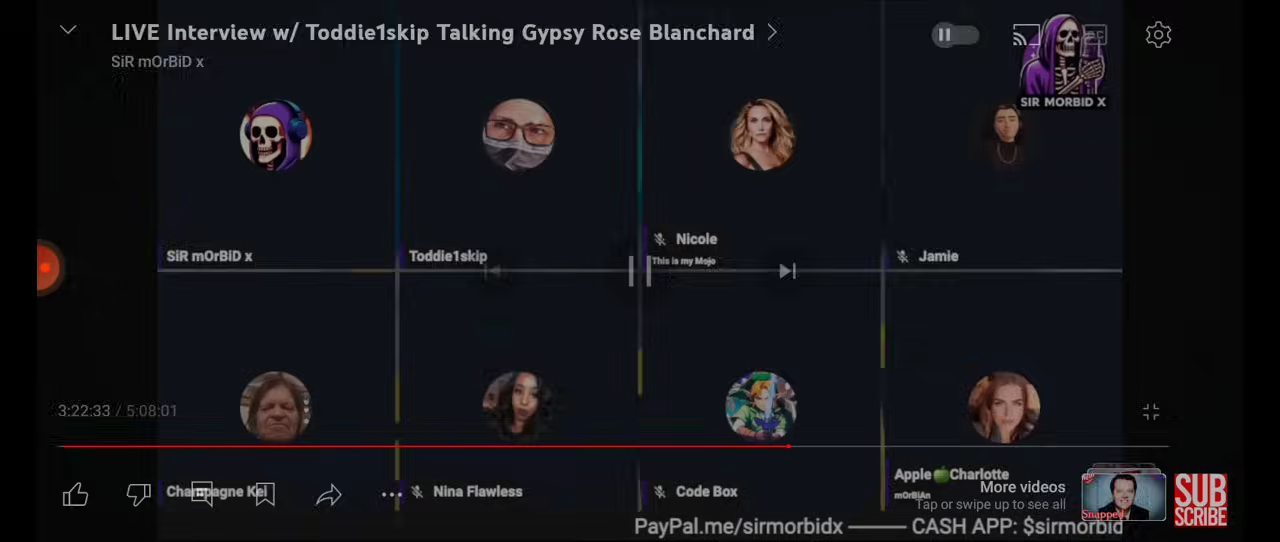 LIVE Interview w/ Toddie1skip Talking Gypsy Rose Blanchard
SiR mOrBiD x
SIR MORBID X
SiR mOrBiD x
Toddie1skip
Nicole
This is my Mojo
Jamie
3:22:33 / 5:08:01
Champagne Kel
Nina Flawless
Code Box
Apple🍏Charlotte
mOrBiAn
More videos
Tap or swipe up to see all
Snapped
SUB
SCRIBE
PayPal.me/sirmorbidx —— CASH APP: $sirmorbid